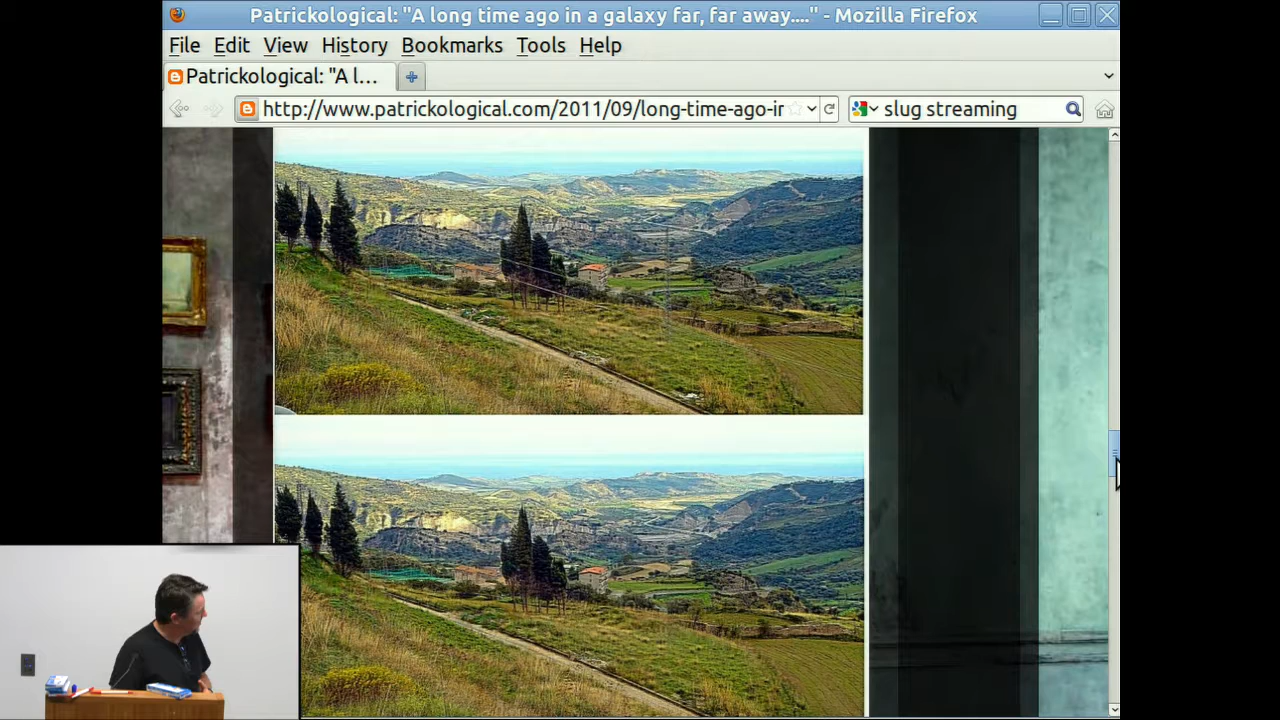 Patrickological: "A long time ago in a galaxy far, far away...." - Mozilla Firefox
File Edit View History Bookmarks Tools Help
Patrickological: "A l...
http://www.patrickological.com/2011/09/long-time-ago-ir
slug streaming